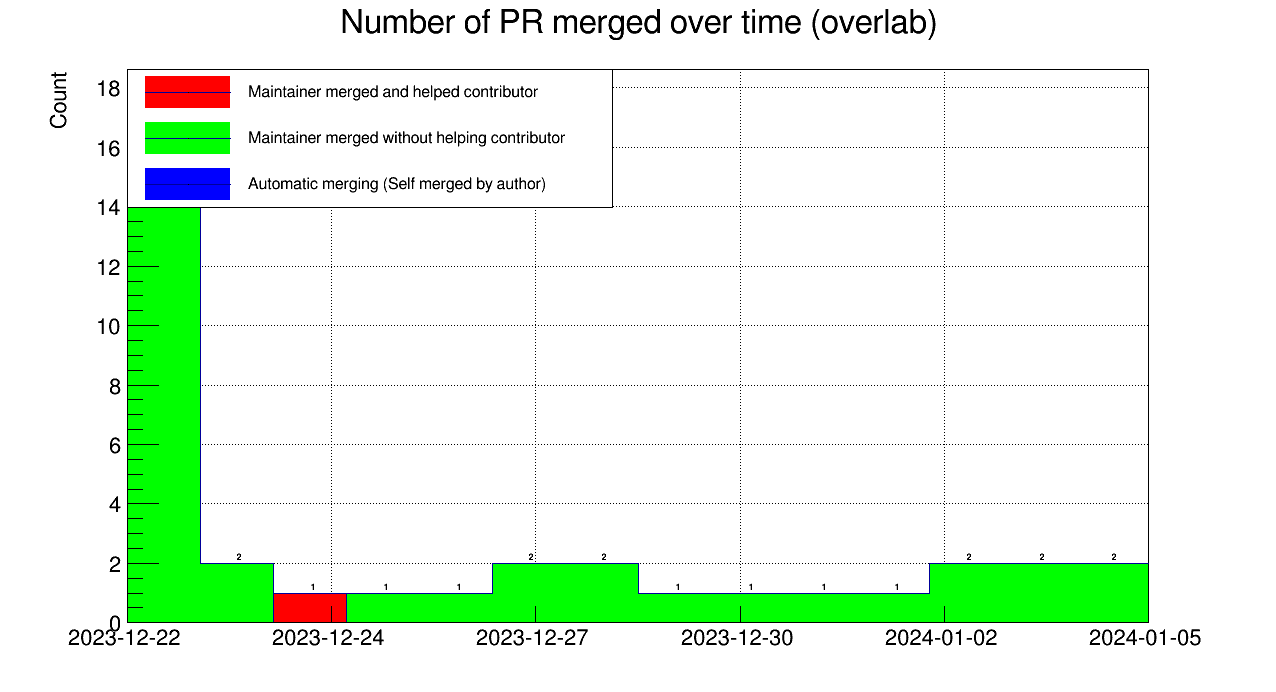 Number of PR merged over time (overlab)
Count
Maintainer merged and helped contributor
Maintainer merged without helping contributor
Automatic merging (Self merged by author)
18
16
14
12
10
8
6
4
2
0
2 1 1 1 2 2 1 1 1 1 2 2 2
2023-12-22 2023-12-24 2023-12-27 2023-12-30 2024-01-02 2024-01-05